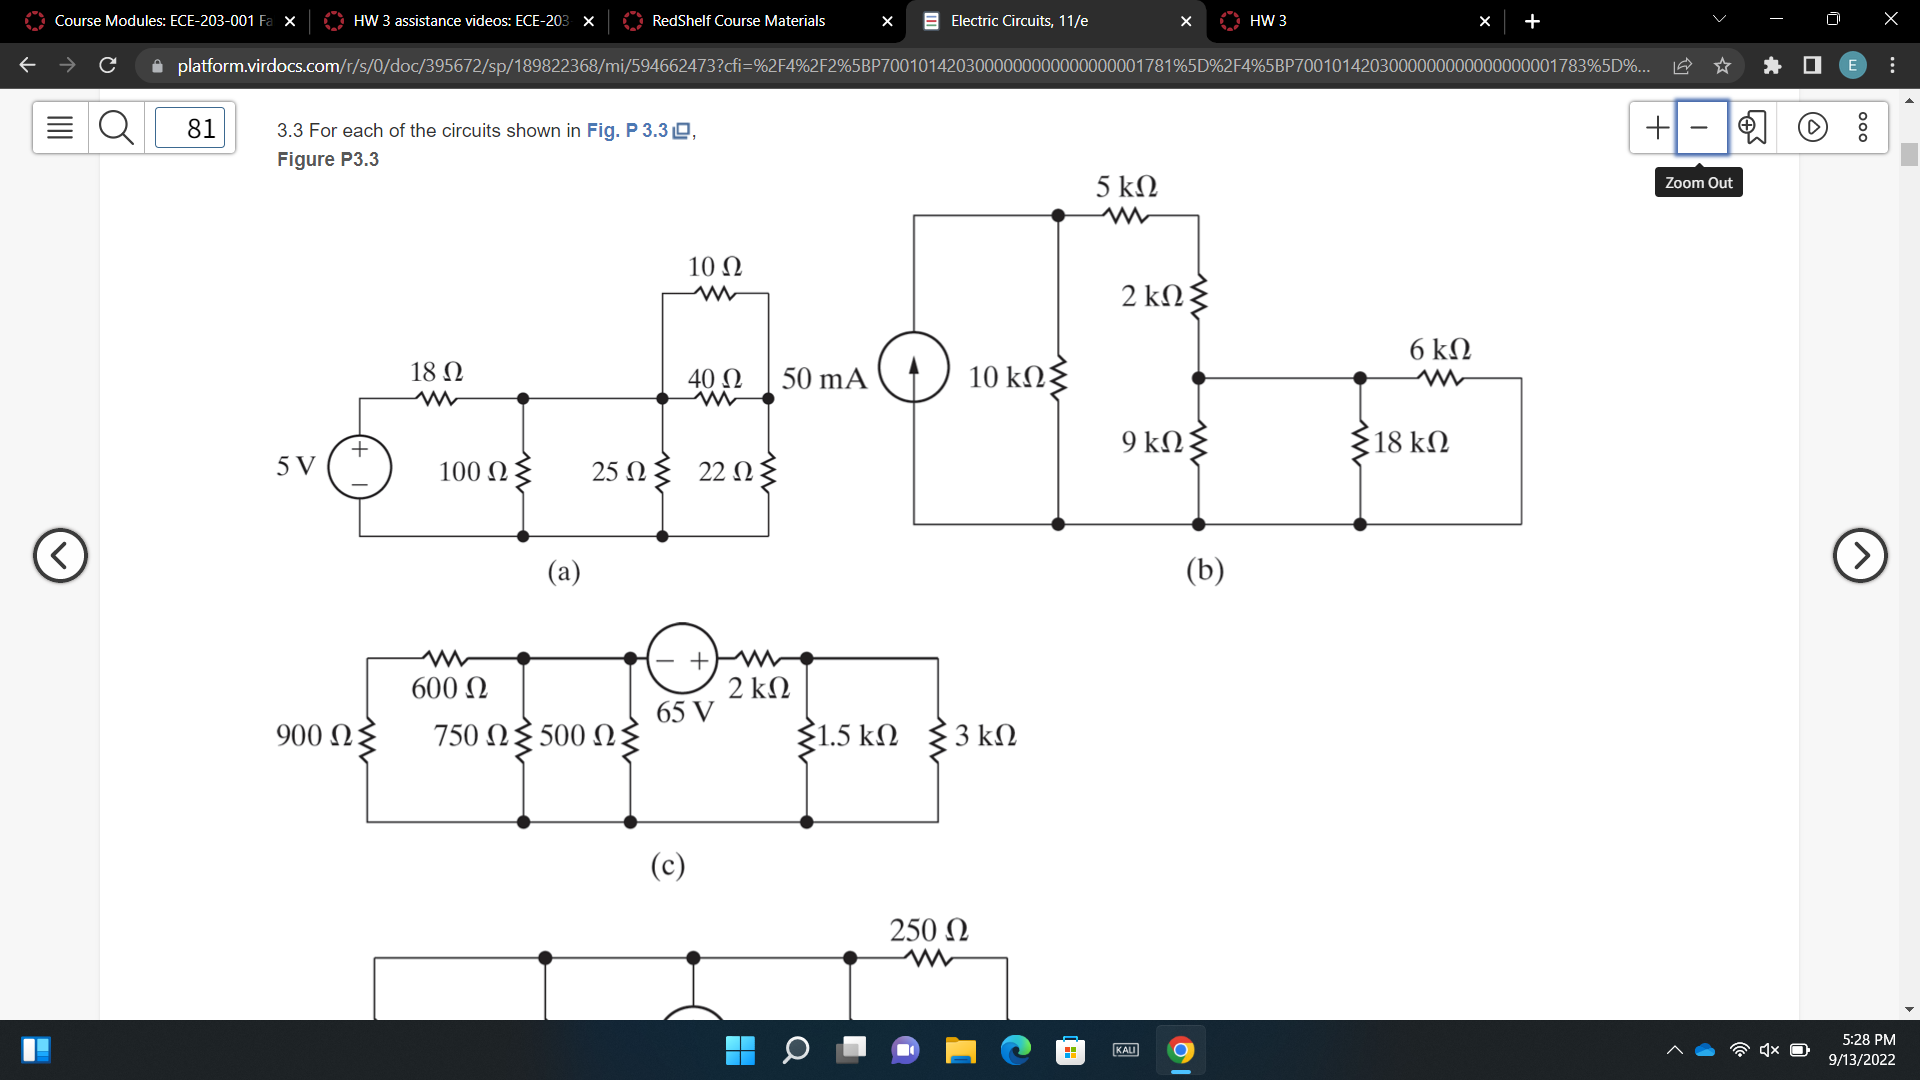 Course Modules: ECE-203-001 Fa
HW 3 assistance videos: ECE-203
RedShelf Course Materials
Electric Circuits, 11/e
HW 3
platform.virdocs.com/r/s/0/doc/395672/sp/189822368/mi/594662473?cfi=%2F4%2F2%5BP7001014203000000000000000001781%5D%2F4%5BP7001014203000000000000000001783%5D%...
E
81
3.3 For each of the circuits shown in Fig. P 3.3,
Figure P3.3
Zoom Out
5 kΩ
10 Ω
2 kΩ
18 Ω
40 Ω
50 mA
10 kΩ
6 kΩ
5 V
+
−
100 Ω
25 Ω
22 Ω
9 kΩ
18 kΩ
(a)
(b)
600 Ω
− +
65 V
2 kΩ
900 Ω
750 Ω
500 Ω
1.5 kΩ
3 kΩ
(c)
250 Ω
KALI
5:28 PM
9/13/2022